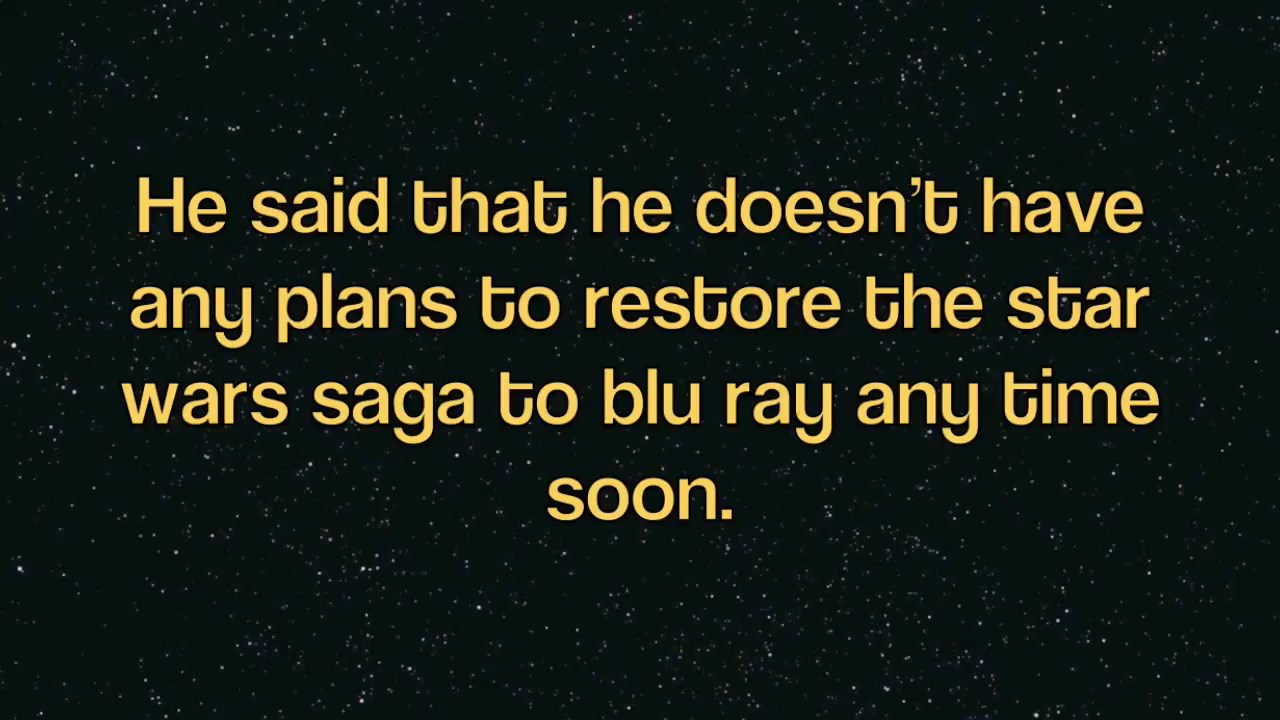 He said that he doesn’t have
any plans to restore the star
wars saga to blu ray any time
soon.